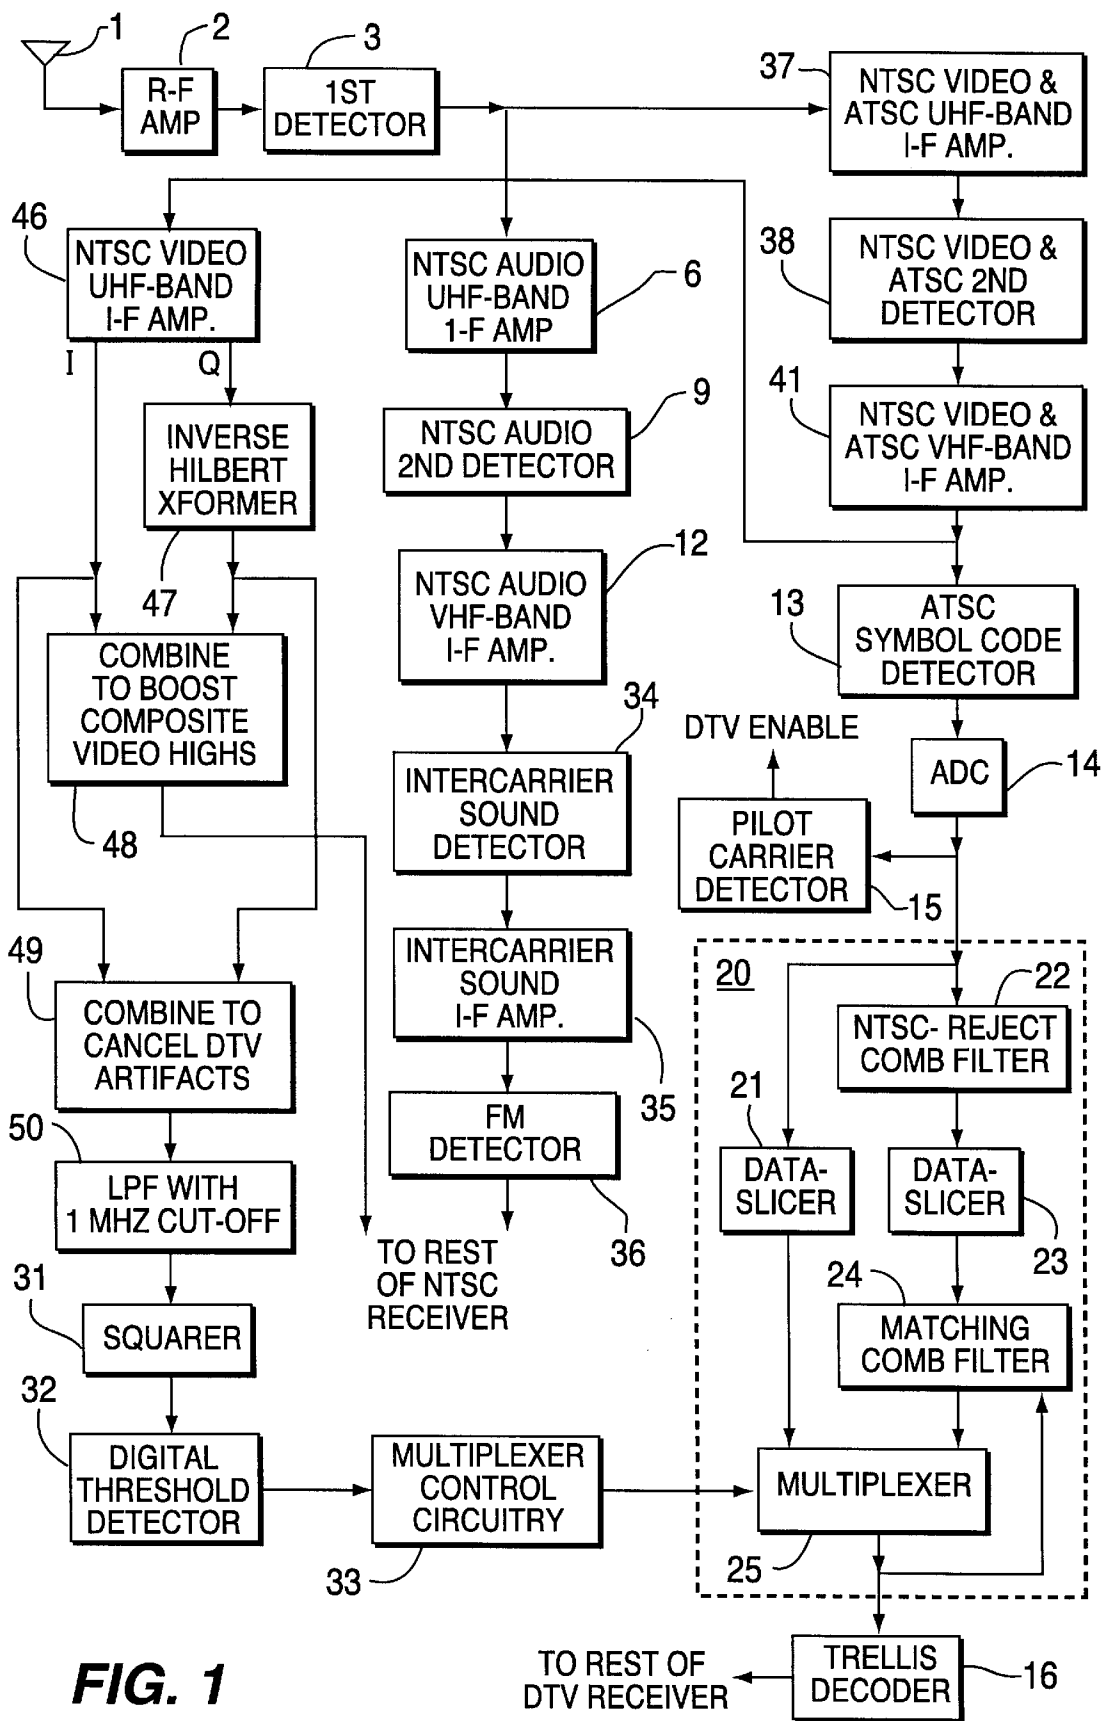 1
2
3
37
R-F
AMP
1ST
DETECTOR
NTSC VIDEO &
ATSC UHF-BAND
I-F AMP.
46
NTSC VIDEO
UHF-BAND
I-F AMP.
I
Q
NTSC AUDIO
UHF-BAND
1-F AMP
6
38
NTSC VIDEO &
ATSC 2ND
DETECTOR
INVERSE
HILBERT
XFORMER
47
NTSC AUDIO
2ND DETECTOR
9
41
NTSC VIDEO &
ATSC VHF-BAND
I-F AMP.
NTSC AUDIO
VHF-BAND
I-F AMP.
12
13
ATSC
SYMBOL CODE
DETECTOR
COMBINE
TO BOOST
COMPOSITE
VIDEO HIGHS
48
34
INTERCARRIER
SOUND
DETECTOR
DTV ENABLE
ADC
14
PILOT
CARRIER
DETECTOR
15
49
COMBINE TO
CANCEL DTV
ARTIFACTS
INTERCARRIER
SOUND
I-F AMP.
35
20
22
NTSC- REJECT
COMB FILTER
50
LPF WITH
1 MHZ CUT-OFF
FM
DETECTOR
36
21
DATA-
SLICER
DATA-
SLICER
23
31
SQUARER
TO REST
OF NTSC
RECEIVER
24
MATCHING
COMB FILTER
32
DIGITAL
THRESHOLD
DETECTOR
MULTIPLEXER
CONTROL
CIRCUITRY
33
MULTIPLEXER
25
FIG. 1
TO REST OF
DTV RECEIVER
TRELLIS
DECODER
16